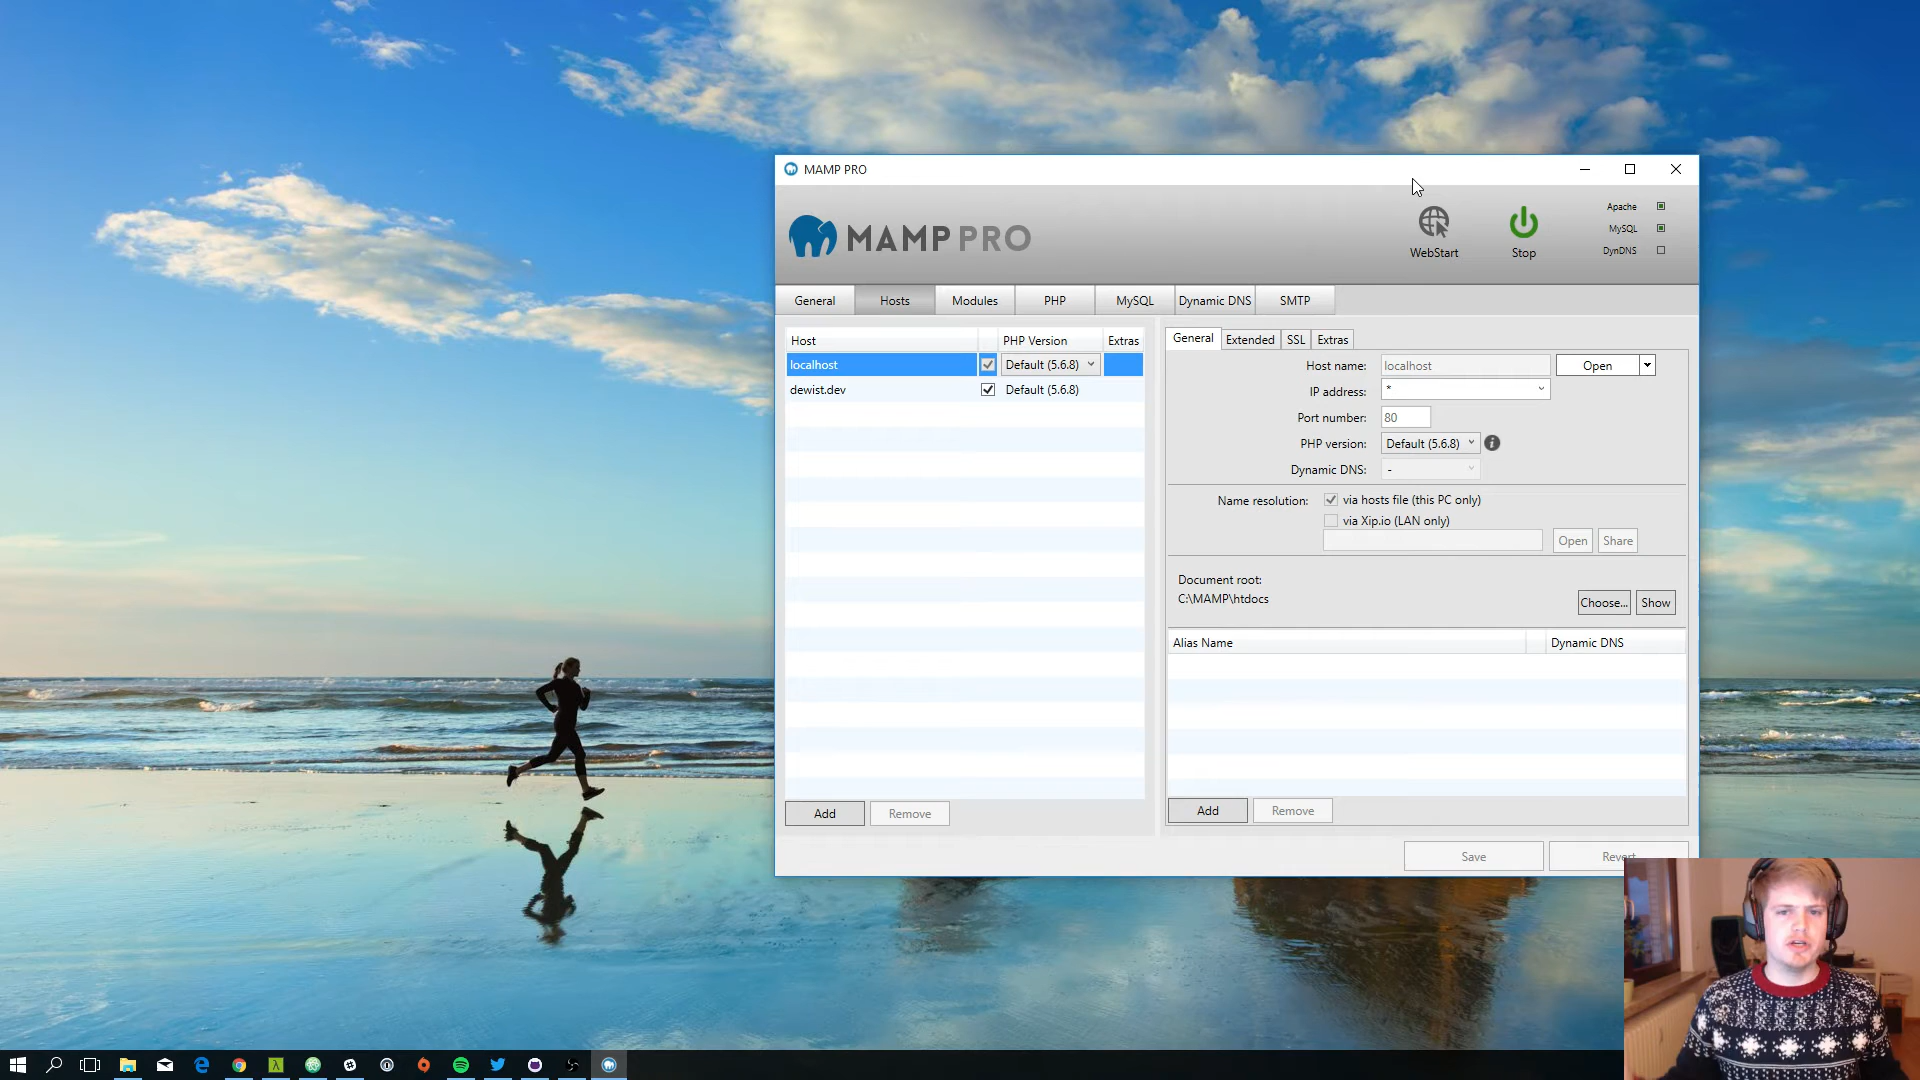 MAMP PRO
MAMP PRO
WebStart
Stop
Apache
MySQL
DynDNS
General
Hosts
Modules
PHP
MySQL
Dynamic DNS
SMTP
Host
PHP Version
Extras
localhost
Default (5.6.8)
dewist.dev
Default (5.6.8)
Add
Remove
General
Extended
SSL
Extras
Host name:
localhost
Open
IP address:
*
Port number:
80
PHP version:
Default (5.6.8)
Dynamic DNS:
-
Name resolution:
via hosts file (this PC only)
via Xip.io (LAN only)
Open
Share
Document root:
C:\MAMP\htdocs
Choose...
Show
Alias Name
Dynamic DNS
Add
Remove
Save
Revert